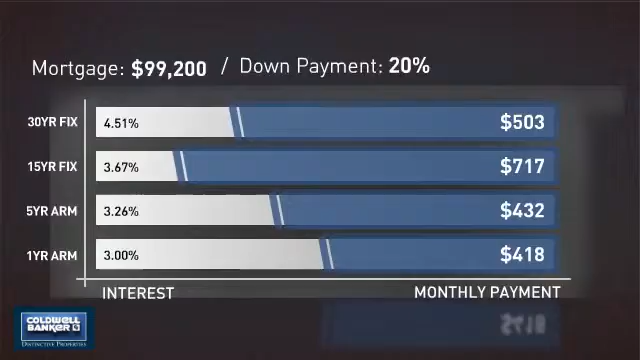 Mortgage: $99,200 / Down Payment: 20%
30YR FIX 4.51% $503
15YR FIX 3.67% $717
5YR ARM 3.26% $432
1YR ARM 3.00% $418
INTEREST MONTHLY PAYMENT
COLDWELL
BANKER
DISTINCTIVE PROPERTIES